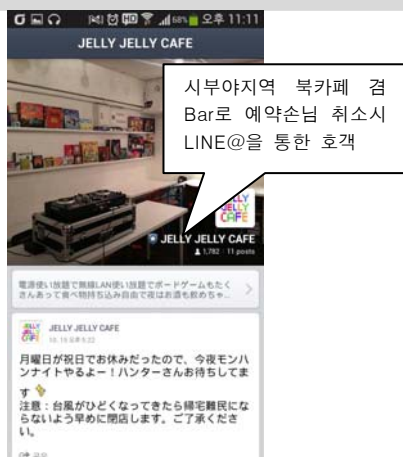 68% 오후 11:11
JELLY JELLY CAFE
시부야지역 북카페 겸
Bar로 예약손님 취소시
LINE@을 통한 호객
JELLY
JELLY
CAFE
JELLY JELLY CAFE
1,782 · 11 posts
電源使い放題で無線LAN使い放題でボードゲームもたく
さんあって食べ物持ち込み自由で夜はお酒も飲めちゃ...
JELLY JELLY CAFE
月曜日が祝日でお休みだったので、今夜モンハ
ンナイトやるよー！ハンターさんお待ちしてま
す
注意：台風がひどくなってきたら帰宅難民にな
らないよう早めに閉店します。ご了承くださ
い。